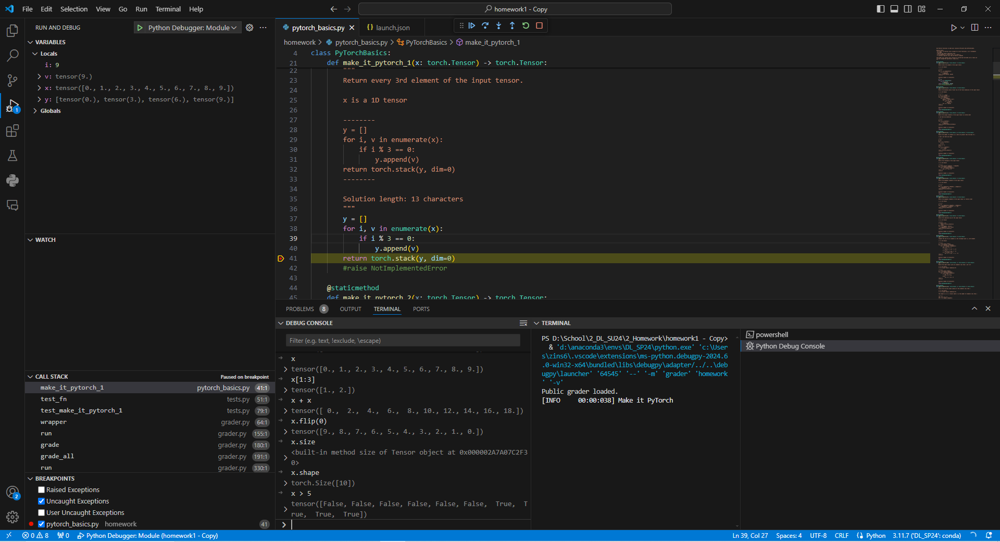 File Edit Selection View Go Run Terminal Help
homework1 - Copy
RUN AND DEBUG
Python Debugger: Module
VARIABLES
Locals
i: 9
v: tensor(9.)
x: tensor([0., 1., 2., 3., 4., 5., 6., 7., 8., 9.])
y: [tensor(0.), tensor(3.), tensor(6.), tensor(9.)]
Globals
WATCH
CALL STACK Paused on breakpoint
make_it_pytorch_1 pytorch_basics.py 41:1
test_fn tests.py 51:1
test_make_it_pytorch_1 tests.py 79:1
wrapper grader.py 64:1
run grader.py 155:1
grade grader.py 180:1
grade_all grader.py 191:1
run grader.py 330:1
BREAKPOINTS
Raised Exceptions
Uncaught Exceptions
User Uncaught Exceptions
pytorch_basics.py homework 41
1
2
pytorch_basics.py launch.json
homework > pytorch_basics.py > PyTorchBasics > make_it_pytorch_1
4 class PyTorchBasics:
21 def make_it_pytorch_1(x: torch.Tensor) -> torch.Tensor:
22 """
23 Return every 3rd element of the input tensor.
24
25 x is a 1D tensor
26
27 --------
28 y = []
29 for i, v in enumerate(x):
30 if i % 3 == 0:
31 y.append(v)
32 return torch.stack(y, dim=0)
33 --------
34
35 Solution length: 13 characters
36 """
37 y = []
38 for i, v in enumerate(x):
39 if i % 3 == 0:
40 y.append(v)
41 return torch.stack(y, dim=0)
42 #raise NotImplementedError
43
44 @staticmethod
45 def make_it_pytorch_2(x: torch.Tensor) -> torch.Tensor:
PROBLEMS 8 OUTPUT TERMINAL PORTS
DEBUG CONSOLE
Filter (e.g. text, !exclude, \escape)
x
tensor([0., 1., 2., 3., 4., 5., 6., 7., 8., 9.])
x[1:3]
tensor([1., 2.])
x + x
tensor([ 0.,  2.,  4.,  6.,  8., 10., 12., 14., 16., 18.])
x.flip(0)
tensor([9., 8., 7., 6., 5., 4., 3., 2., 1., 0.])
x.size
<built-in method size of Tensor object at 0x000002A7A07C2F3
0>
x.shape
torch.Size([10])
x > 5
tensor([False, False, False, False, False, False,  True,  T
rue,  True,  True])
TERMINAL
PS D:\School\2_DL_SU24\2_Homework\homework1 - Copy>
& 'd:\anaconda3\envs\DL_SP24\python.exe' 'c:\User
s\zins6\.vscode\extensions\ms-python.debugpy-2024.6
.0-win32-x64\bundled\libs\debugpy\adapter/../..\deb
ugpy\launcher' '64545' '--' '-m' 'grader' 'homework
' '-v'
Public grader loaded.
[INFO     00:00:038] Make it PyTorch
powershell
Python Debug Console
0 8 0 Python Debugger: Module (homework1 - Copy)
Ln 39, Col 27 Spaces: 4 UTF-8 CRLF Python 3.11.7 ('DL_SP24': conda)